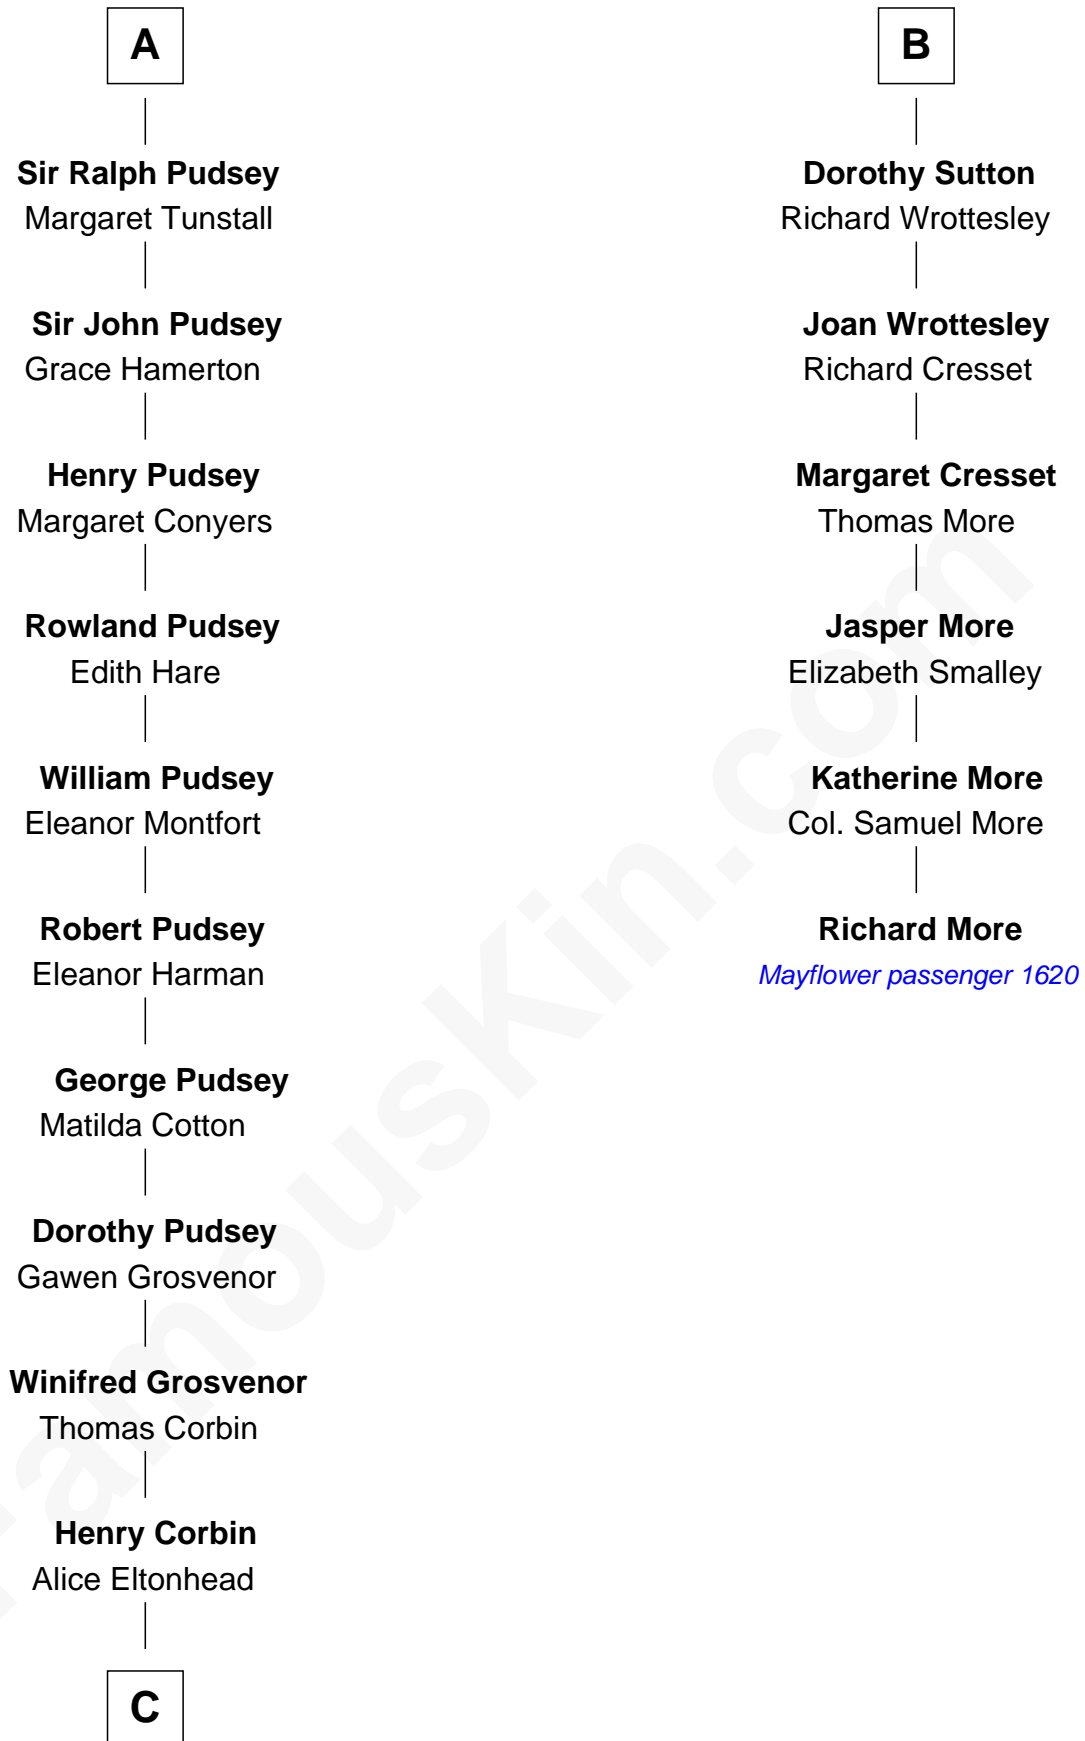 A
Sir Ralph Pudsey
Margaret Tunstall
Sir John Pudsey
Grace Hamerton
Henry Pudsey
Margaret Conyers
Rowland Pudsey
Edith Hare
William Pudsey
Eleanor Montfort
Robert Pudsey
Eleanor Harman
George Pudsey
Matilda Cotton
Dorothy Pudsey
Gawen Grosvenor
Winifred Grosvenor
Thomas Corbin
Henry Corbin
Alice Eltonhead
C
B
Dorothy Sutton
Richard Wrottesley
Joan Wrottesley
Richard Cresset
Margaret Cresset
Thomas More
Jasper More
Elizabeth Smalley
Katherine More
Col. Samuel More
Richard More
Mayflower passenger 1620
FamousKin.com